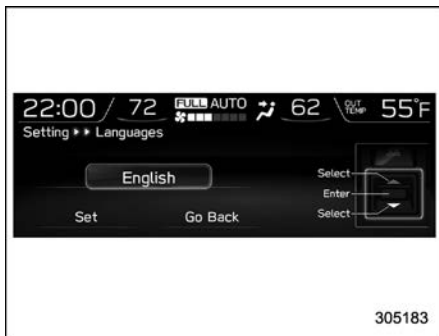 22:00 72 FULL AUTO 62 OUT TEMP 55°F
Setting Languages
English
Select
Enter
Select
Set Go Back
305183